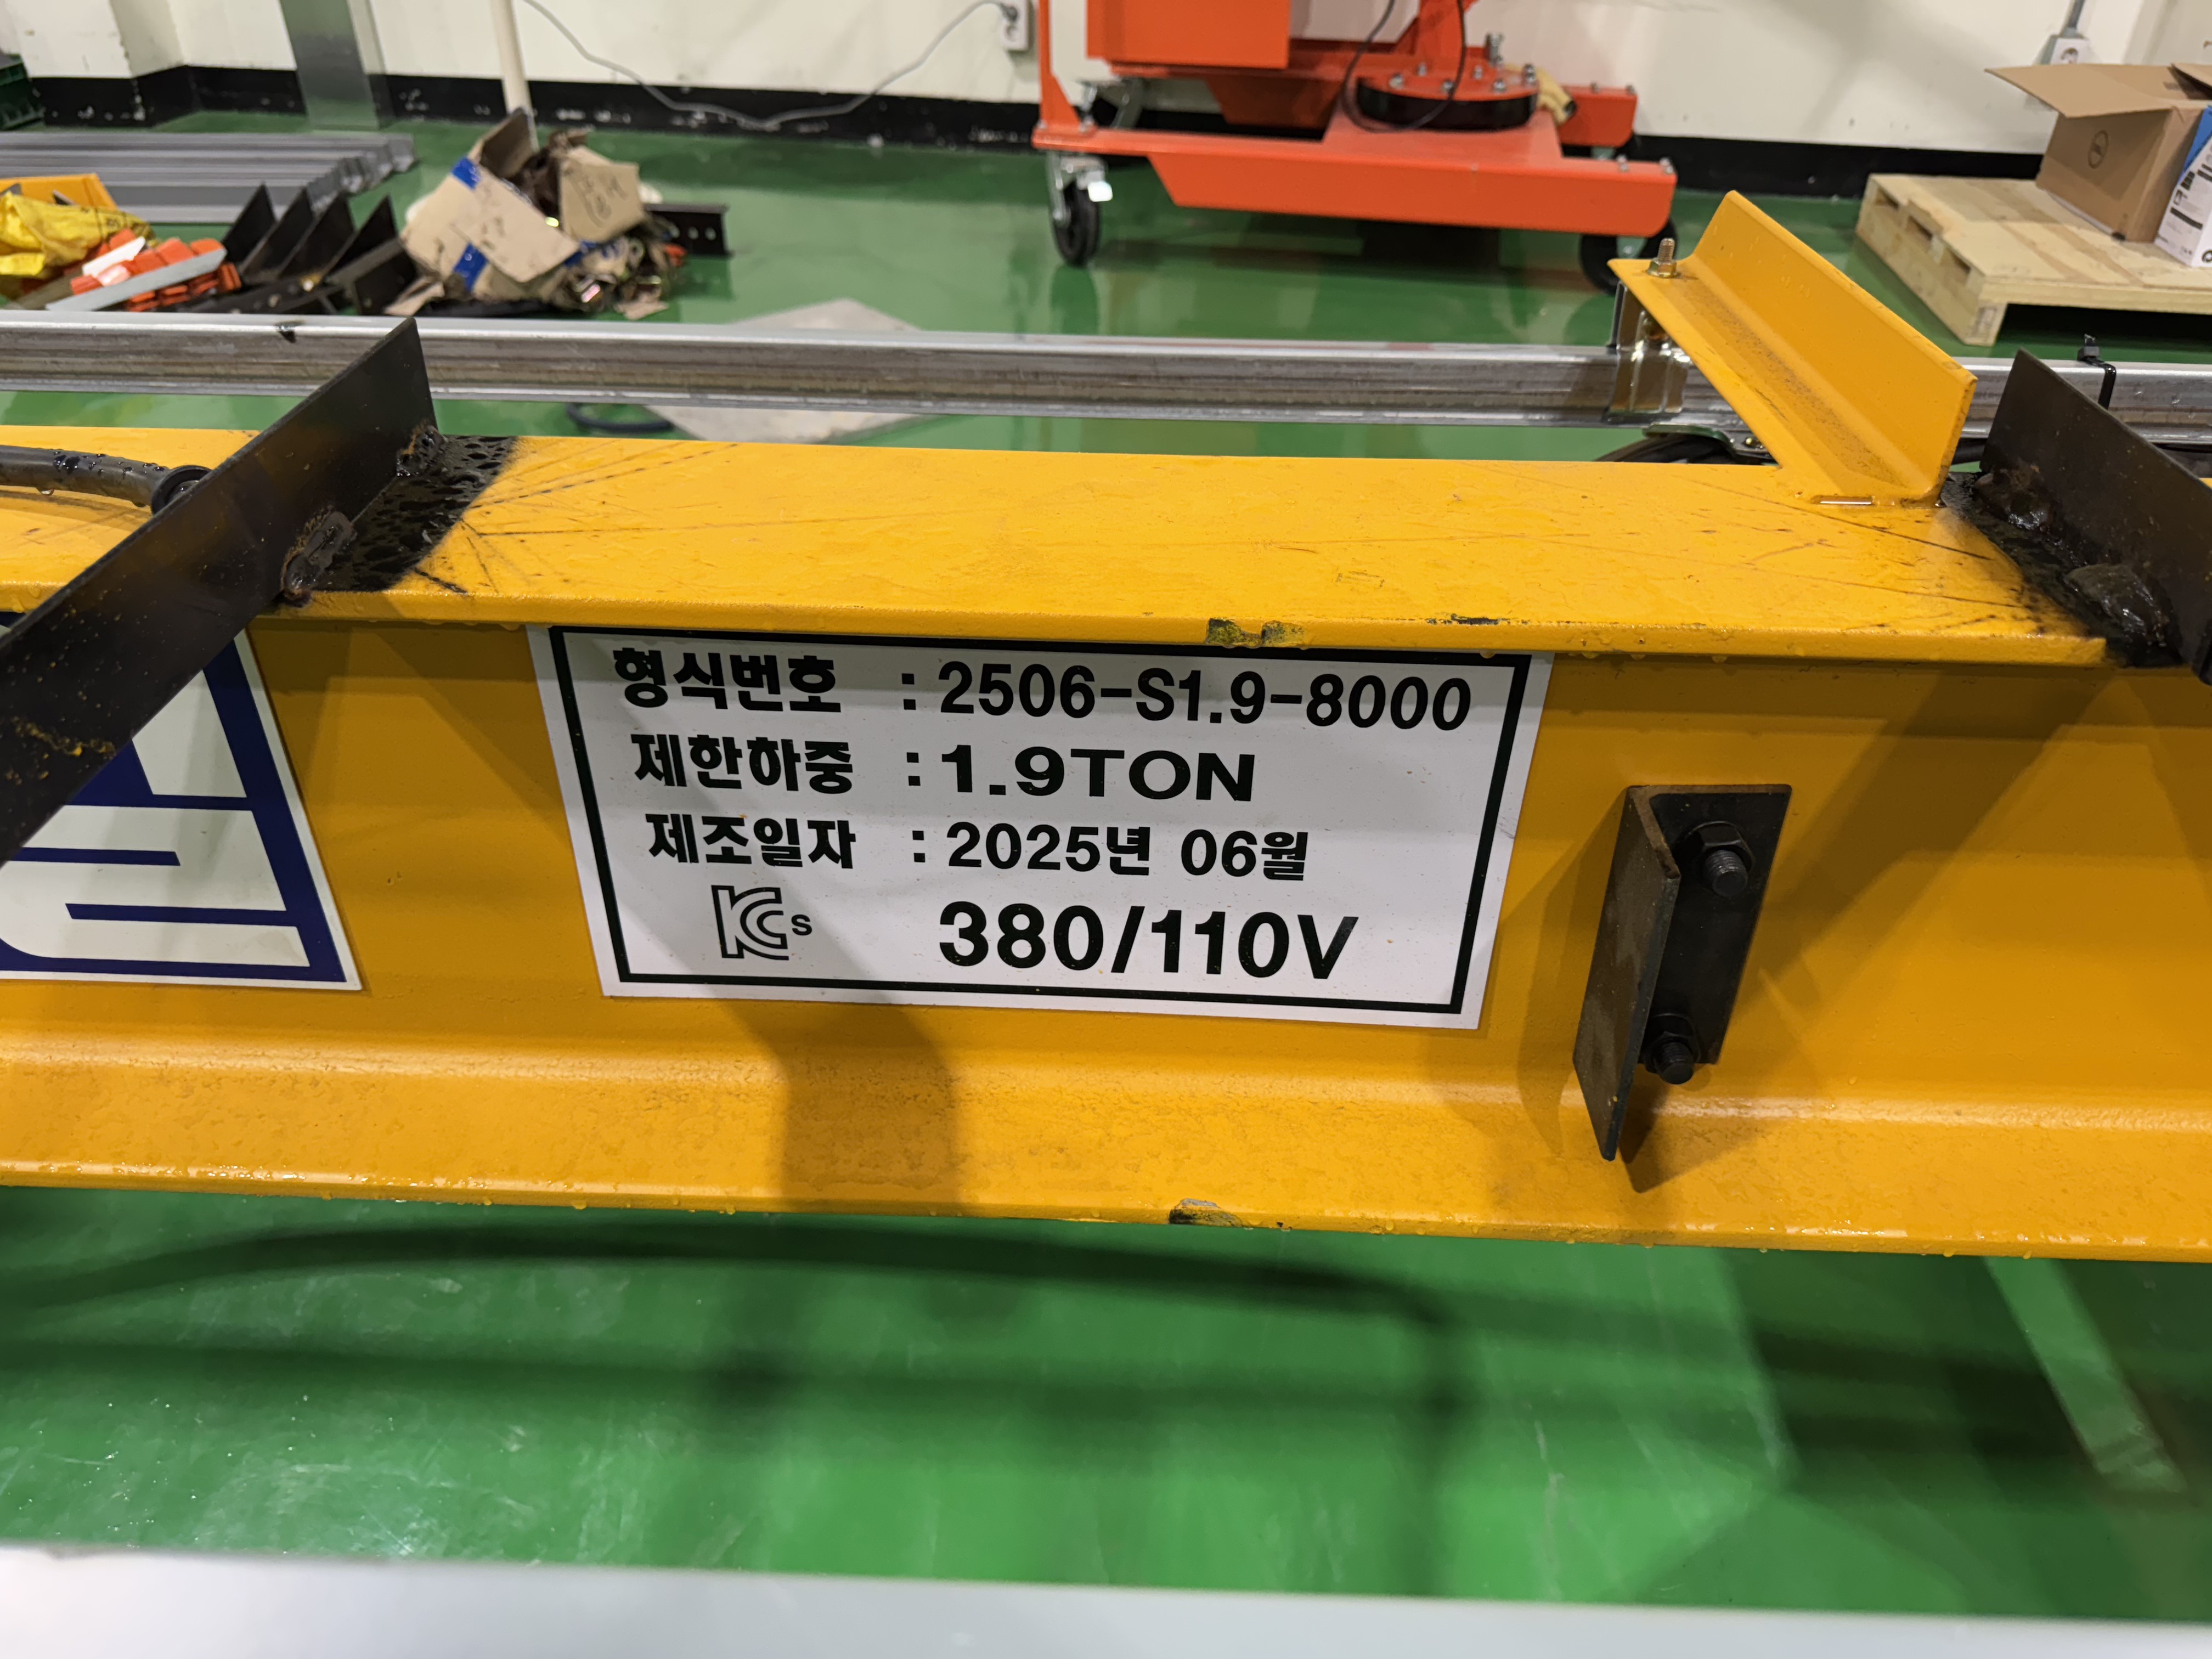 형식번호 : 2506-S1.9-8000
제한하중 : 1.9TON
제조일자 : 2025년 06월
KCs 380/110V